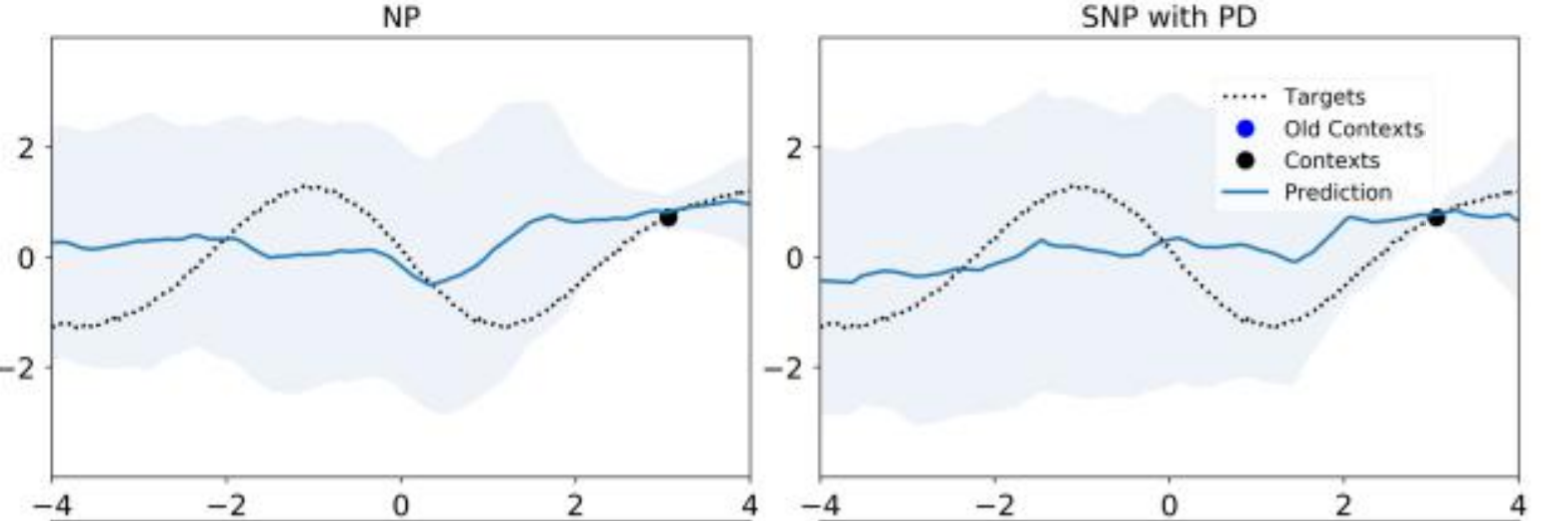 NP
2
0
−2
−4 −2 0 2 4
SNP with PD
Targets
Old Contexts
Contexts
Prediction
2
0
−2
−4 −2 0 2 4